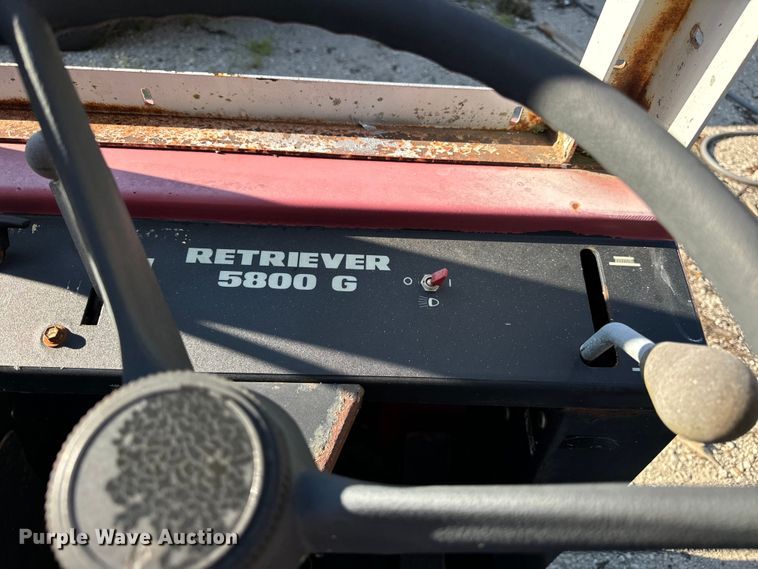 RETRIEVER
5800 G
O I
Purple Wave Auction